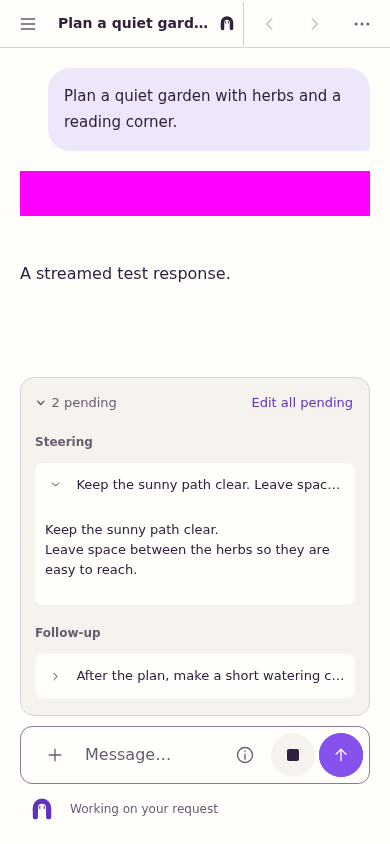 Plan a quiet gard…
Plan a quiet garden with herbs and a
reading corner.
A streamed test response.
2 pending
Edit all pending
Steering
Keep the sunny path clear. Leave spac…
Keep the sunny path clear.
Leave space between the herbs so they are
easy to reach.
Follow-up
After the plan, make a short watering c…
Message…
Working on your request